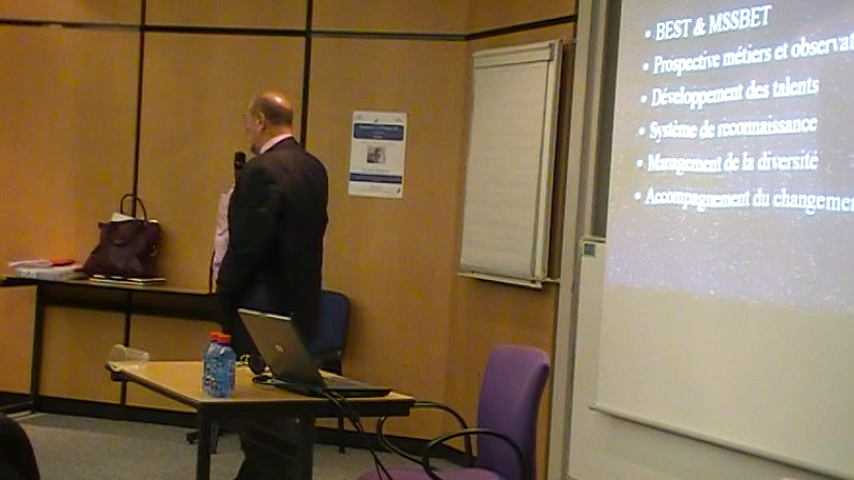 • BEST & MSSBET
• Prospective métiers et observat
• Développement des talents
• Système de reconnaissance
• Management de la diversité
• Accompagnement du changemen